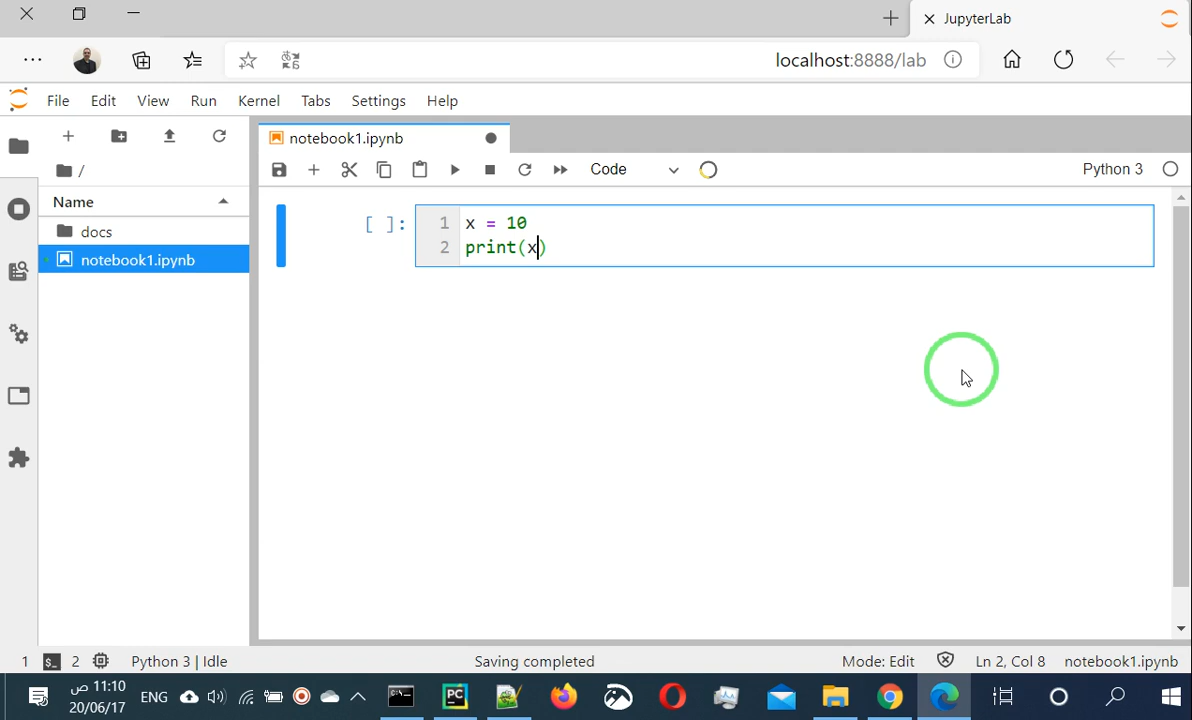 JupyterLab
localhost:8888/lab
File Edit View Run Kernel Tabs Settings Help
notebook1.ipynb
Code
Python 3
/
Name
docs
notebook1.ipynb
[ ]:
1 x = 10
2 print(x)
1 $_ 2 Python 3 | Idle
Saving completed
Mode: Edit
Ln 2, Col 8
notebook1.ipynb
11:10 ص
20/06/17
ENG
PC